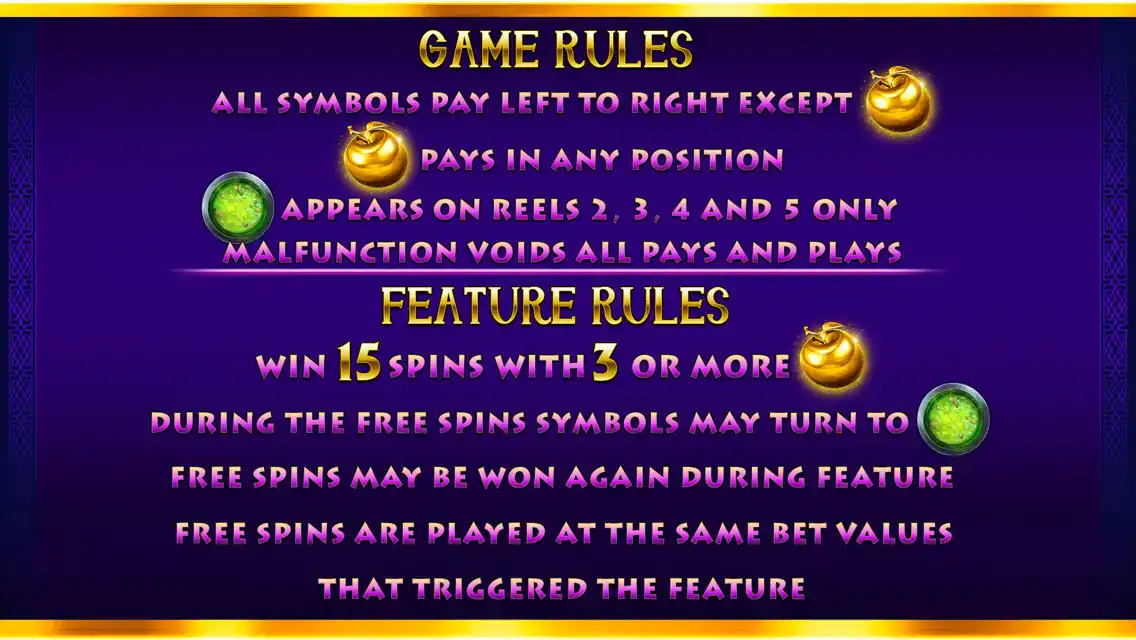 GAME RULES
ALL SYMBOLS PAY LEFT TO RIGHT EXCEPT
PAYS IN ANY POSITION
APPEARS ON REELS 2, 3, 4 AND 5 ONLY
MALFUNCTION VOIDS ALL PAYS AND PLAYS
FEATURE RULES
WIN 15 SPINS WITH 3 OR MORE
DURING THE FREE SPINS SYMBOLS MAY TURN TO
FREE SPINS MAY BE WON AGAIN DURING FEATURE
FREE SPINS ARE PLAYED AT THE SAME BET VALUES
THAT TRIGGERED THE FEATURE